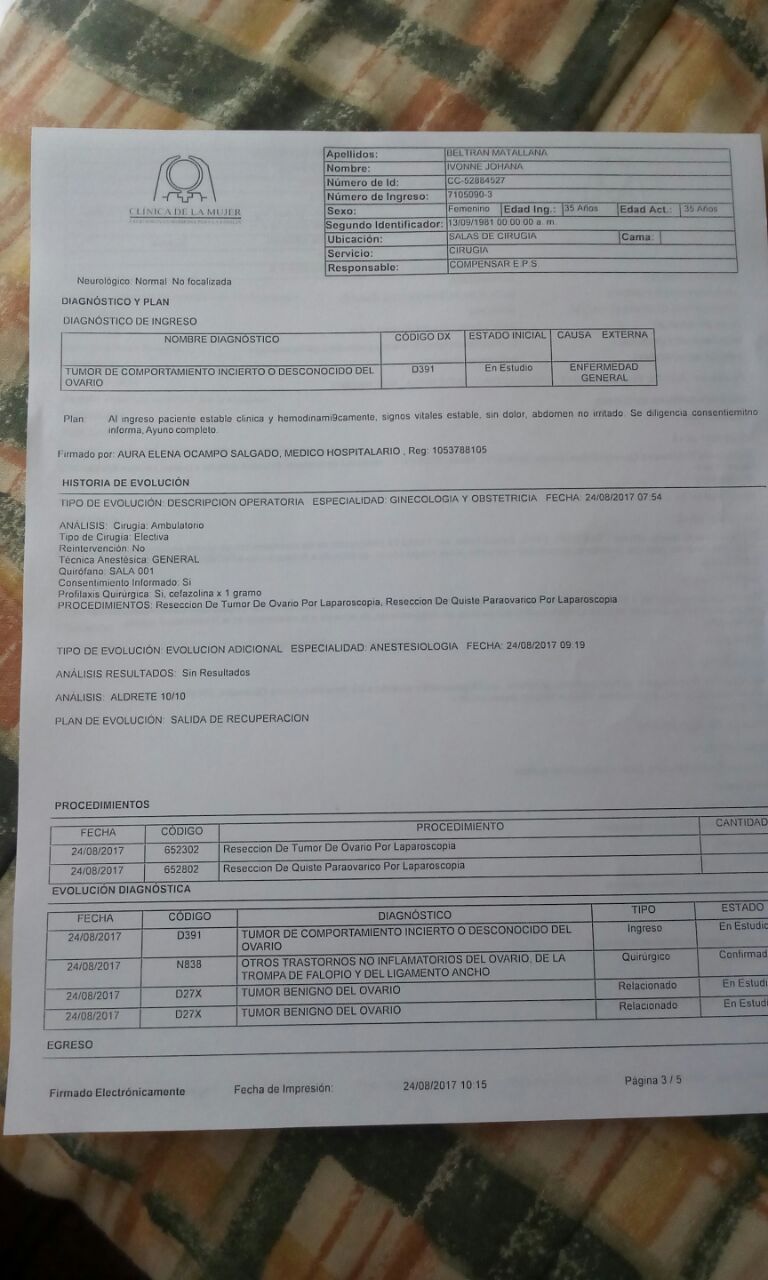 CLINICA DE LA MUJER
Apellidos: BELTRAN MATALLANA
Nombre: IVONNE JOHANA
Número de Id: CC-52884527
Número de Ingreso: 7105090-3
Sexo: Femenino Edad Ing.: 35 Años Edad Act.: 35 Años
Segundo Identificador: 13/09/1981 00:00:00 a. m.
Ubicación: SALAS DE CIRUGIA Cama:
Servicio: CIRUGIA
Responsable: COMPENSAR E.P.S.
Neurológico: Normal No focalizada
DIAGNÓSTICO Y PLAN
DIAGNÓSTICO DE INGRESO
NOMBRE DIAGNÓSTICO CÓDIGO DX ESTADO INICIAL CAUSA EXTERNA
TUMOR DE COMPORTAMIENTO INCIERTO O DESCONOCIDO DEL D391 En Estudio ENFERMEDAD
OVARIO GENERAL
Plan: Al ingreso paciente estable clinica y hemodinami9camente, signos vitales estable, sin dolor, abdomen no irritado. Se diligencia consentiemitno
informa, Ayuno completo.
Firmado por: AURA ELENA OCAMPO SALGADO, MEDICO HOSPITALARIO , Reg: 1053788105
HISTORIA DE EVOLUCIÓN
TIPO DE EVOLUCIÓN: DESCRIPCION OPERATORIA ESPECIALIDAD: GINECOLOGIA Y OBSTETRICIA FECHA: 24/08/2017 07:54
ANÁLISIS: Cirugia: Ambulatorio
Tipo de Cirugia: Electiva
Reintervención: No
Técnica Anestésica: GENERAL
Quirófano: SALA 001
Consentimiento Informado: Si
Profilaxis Quirúrgica: Si, cefazolina x 1 gramo
PROCEDIMIENTOS: Reseccion De Tumor De Ovario Por Laparoscopia, Reseccion De Quiste Paraovarico Por Laparoscopia
TIPO DE EVOLUCIÓN: EVOLUCION ADICIONAL ESPECIALIDAD: ANESTESIOLOGIA FECHA: 24/08/2017 09:19
ANÁLISIS RESULTADOS: Sin Resultados
ANÁLISIS: ALDRETE 10/10
PLAN DE EVOLUCIÓN: SALIDA DE RECUPERACION
PROCEDIMIENTOS
FECHA CÓDIGO PROCEDIMIENTO CANTIDAD
24/08/2017 652302 Reseccion De Tumor De Ovario Por Laparoscopia
24/08/2017 652802 Reseccion De Quiste Paraovarico Por Laparoscopia
EVOLUCIÓN DIAGNÓSTICA
FECHA CÓDIGO DIAGNÓSTICO TIPO ESTADO
24/08/2017 D391 TUMOR DE COMPORTAMIENTO INCIERTO O DESCONOCIDO DEL Ingreso En Estudio
OVARIO
24/08/2017 N838 OTROS TRASTORNOS NO INFLAMATORIOS DEL OVARIO, DE LA Quirúrgico Confirmad
TROMPA DE FALOPIO Y DEL LIGAMENTO ANCHO
24/08/2017 D27X TUMOR BENIGNO DEL OVARIO Relacionado En Estudi
24/08/2017 D27X TUMOR BENIGNO DEL OVARIO Relacionado En Estudi
EGRESO
Firmado Electrónicamente Fecha de Impresión: 24/08/2017 10:15 Página 3 / 5